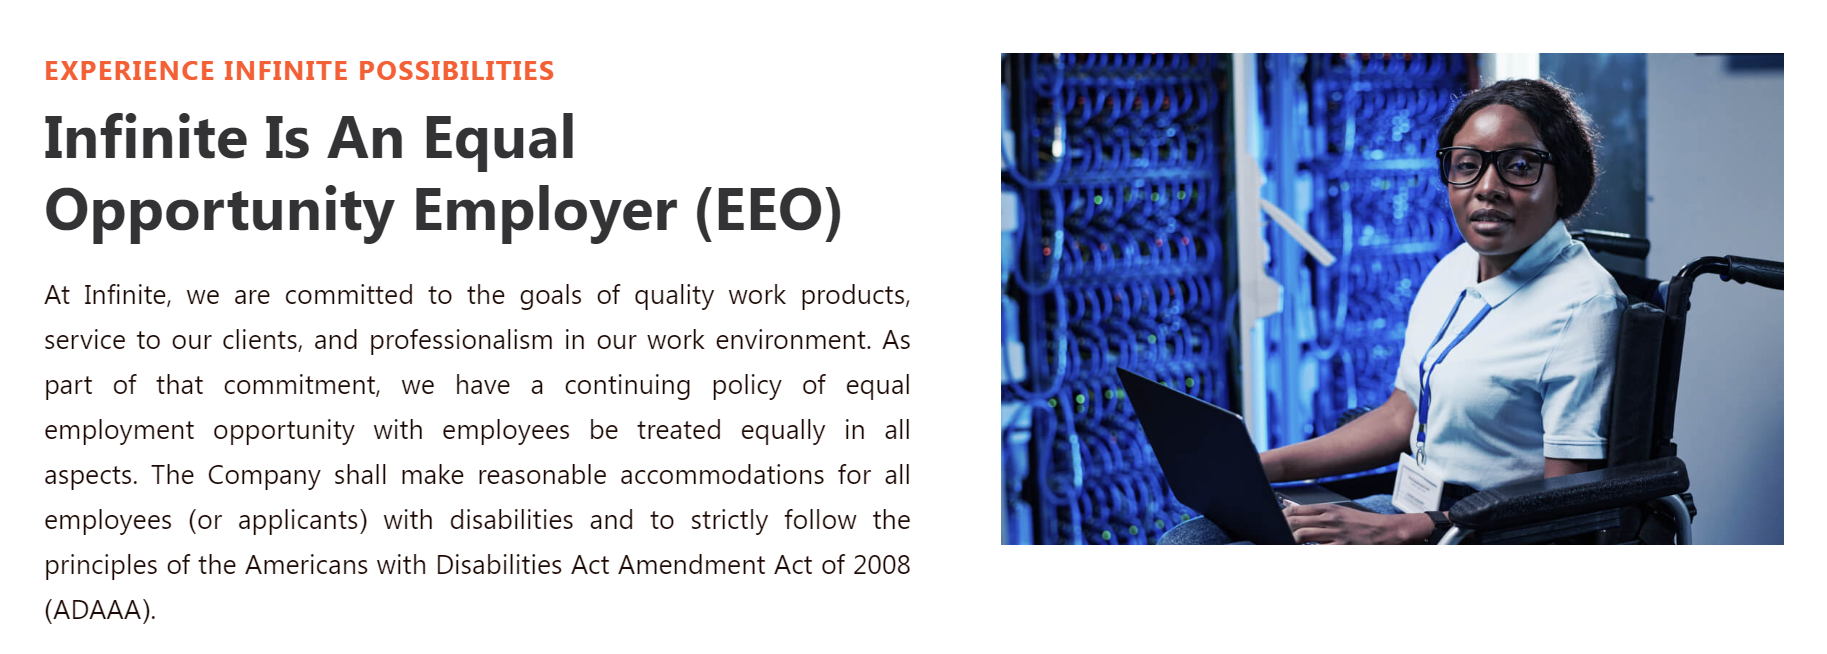 EXPERIENCE INFINITE POSSIBILITIES
Infinite Is An Equal
Opportunity Employer (EEO)
At Infinite, we are committed to the goals of quality work products,
service to our clients, and professionalism in our work environment. As
part of that commitment, we have a continuing policy of equal
employment opportunity with employees be treated equally in all
aspects. The Company shall make reasonable accommodations for all
employees (or applicants) with disabilities and to strictly follow the
principles of the Americans with Disabilities Act Amendment Act of 2008
(ADAAA).